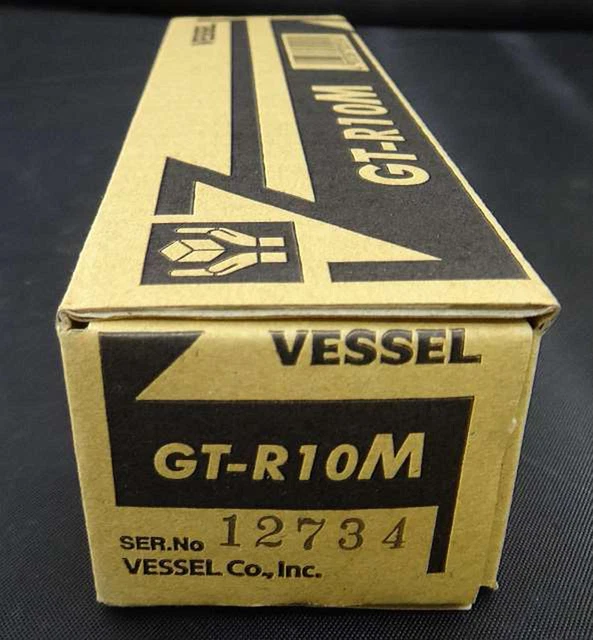 VESSEL
GT-R10M
VESSEL
GT-R10M
SER.No 12734
VESSEL Co., Inc.